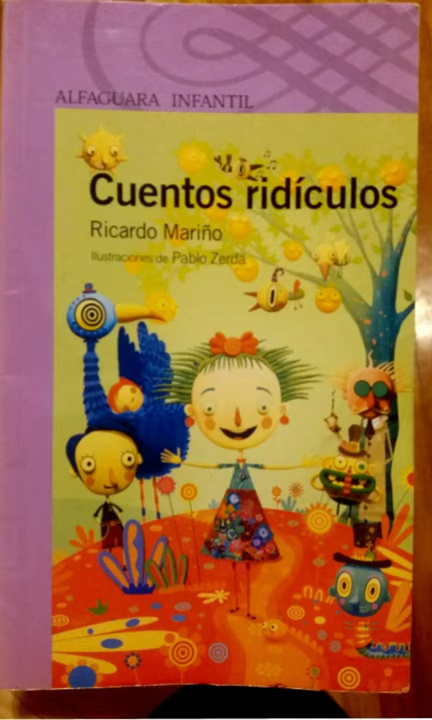 ALFAGUARA INFANTIL
Cuentos ridículos
Ricardo Mariño
Ilustraciones de Pablo Zerda